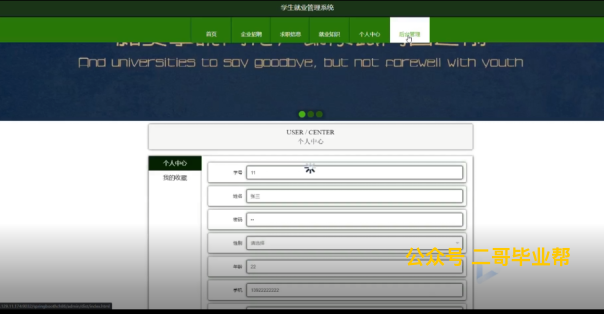 学生就业管理系统
首页 企业招聘 求职信息 就业知识 个人中心 后台管理
And universities to say goodbye, but not farewell with youth
USER / CENTER
个人中心
个人中心
我的收藏
学号 11
姓名 张三
密码
性别
年龄 22
手机
公众号 二哥毕业帮